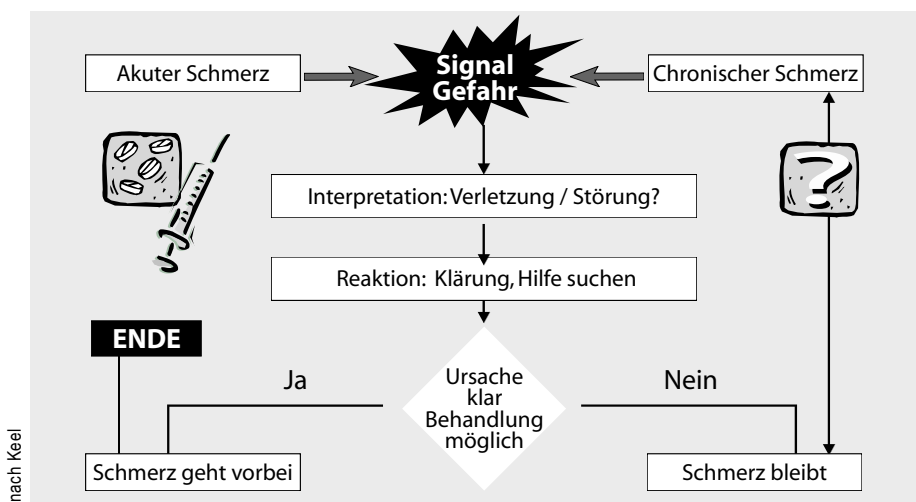 Akuter Schmerz
Signal
Gefahr
Chronischer Schmerz
?
Interpretation: Verletzung / Störung?
Reaktion: Klärung, Hilfe suchen
ENDE
Ja
Ursache
klar
Behandlung
möglich
Nein
Schmerz geht vorbei
Schmerz bleibt
nach Keel